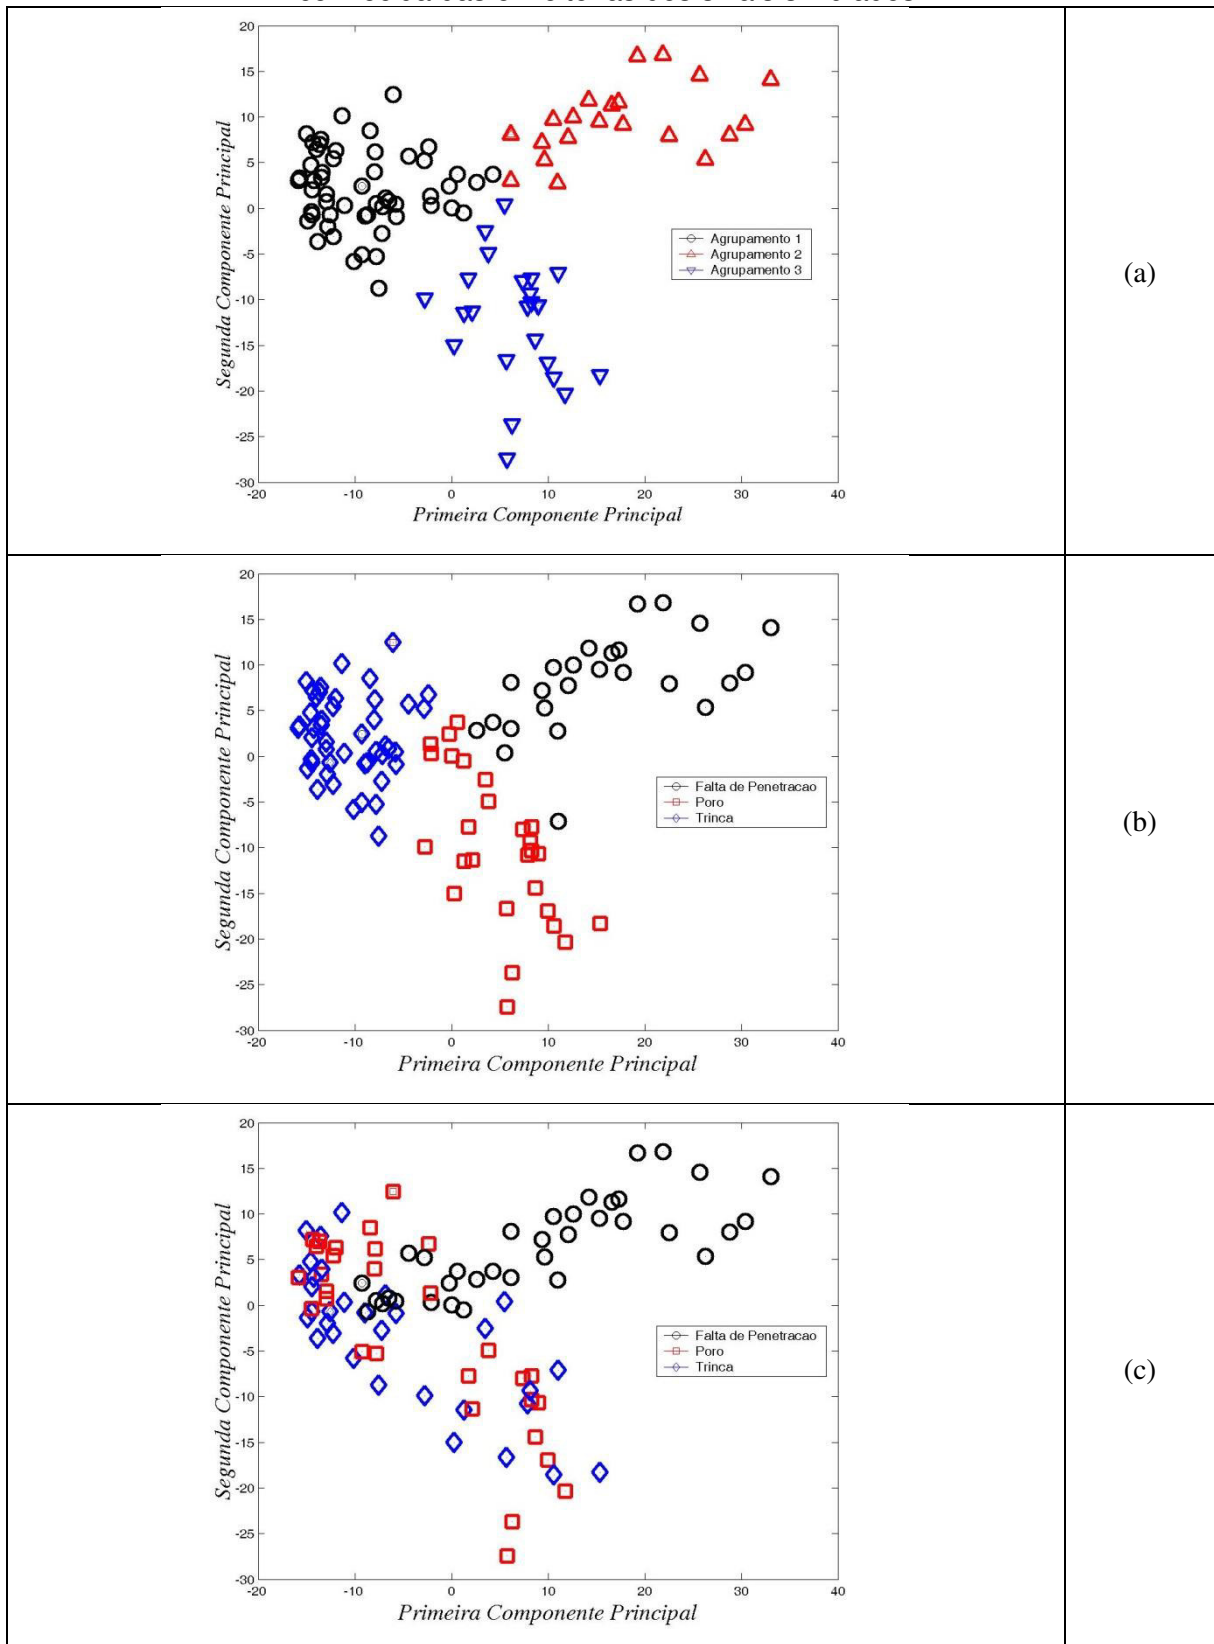 20
15
10
5
0
-5
-10
-15
-20
-25
-30
Segunda Componente Principal
Agrupamento 1
Agrupamento 2
Agrupamento 3
-20 -10 0 10 20 30 40
Primeira Componente Principal
(a)
20
15
10
5
0
-5
-10
-15
-20
-25
-30
Segunda Componente Principal
Falta de Penetracao
Poro
Trinca
-20 -10 0 10 20 30 40
Primeira Componente Principal
(b)
20
15
10
5
0
-5
-10
-15
-20
-25
-30
Segunda Componente Principal
Falta de Penetracao
Poro
Trinca
-20 -10 0 10 20 30 40
Primeira Componente Principal
(c)